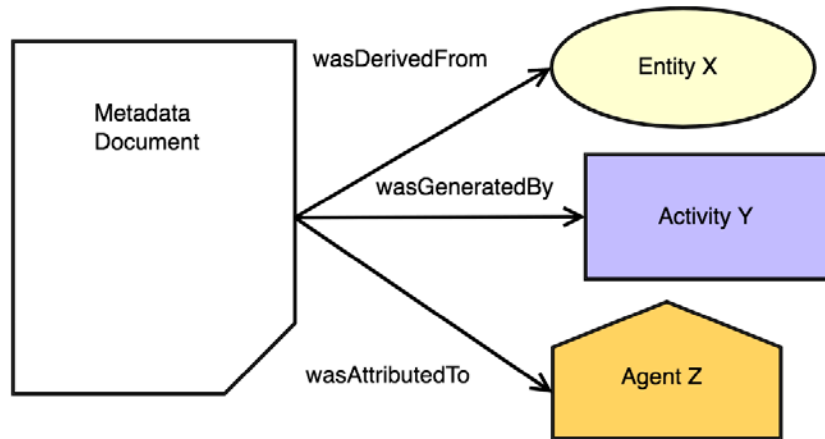 wasDerivedFrom
Entity X
Metadata
Document
wasGeneratedBy
Activity Y
wasAttributedTo
Agent Z